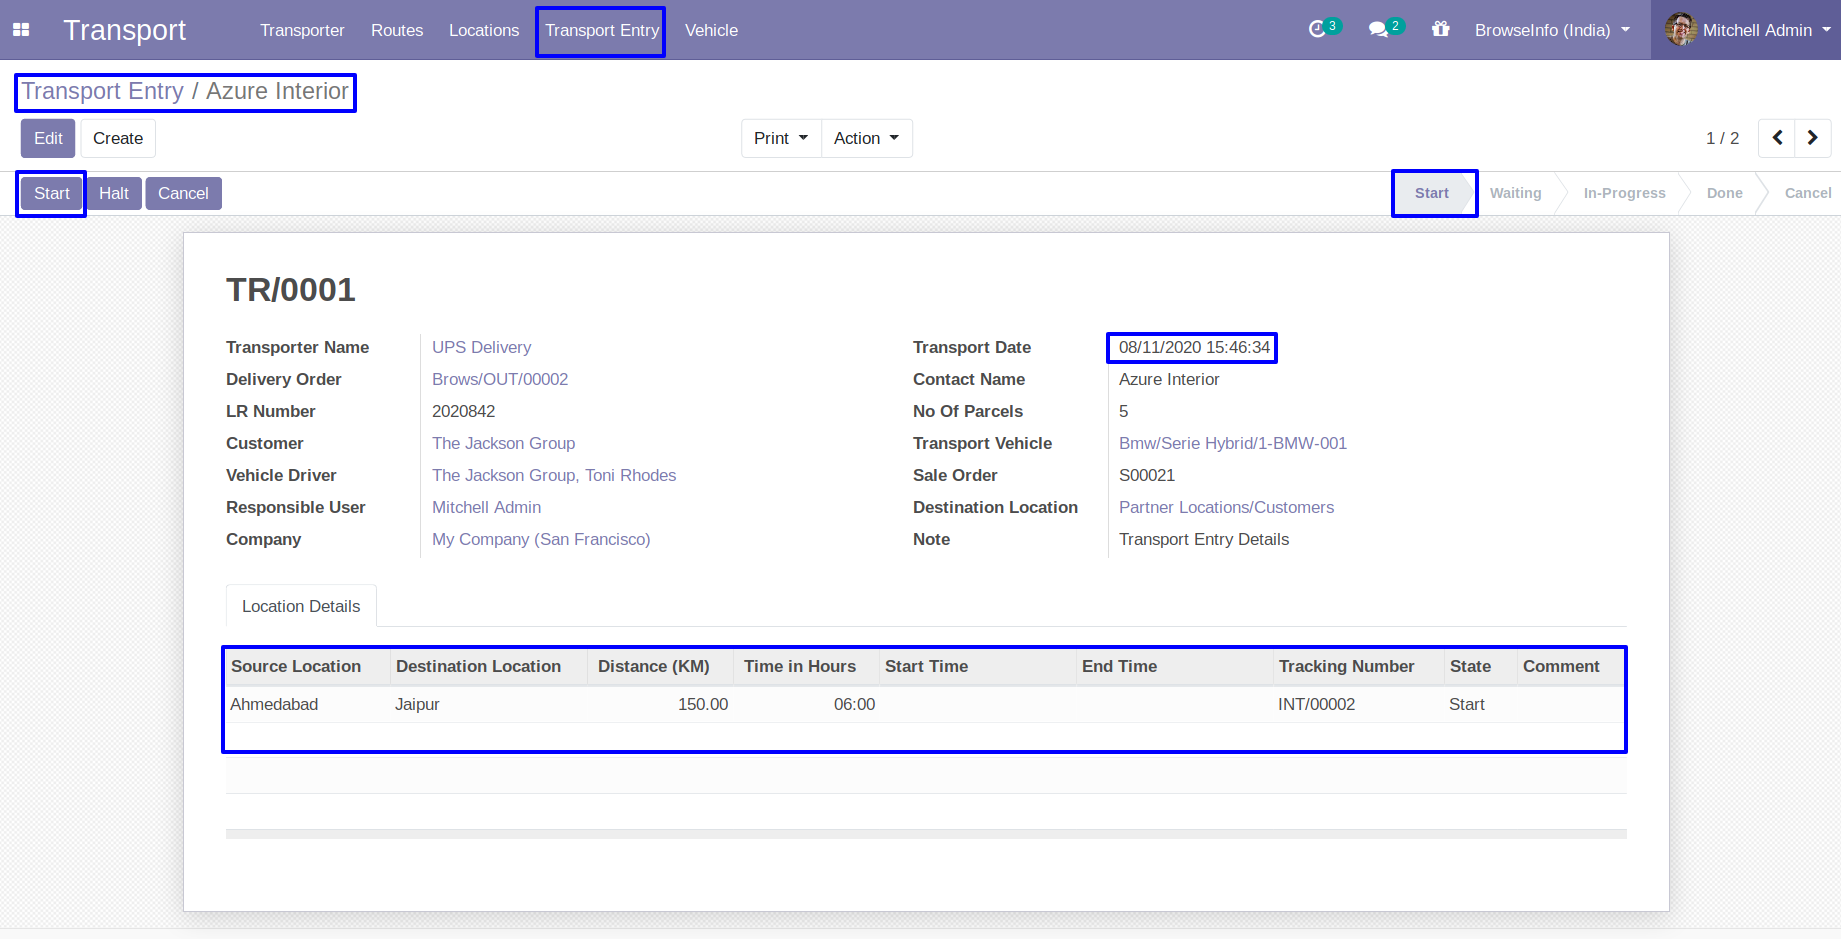 Transport Transporter Routes Locations Transport Entry Vehicle 3 2 BrowseInfo (India) Mitchell Admin
Transport Entry / Azure Interior
Edit Create Print Action 1 / 2
Start Halt Cancel Start Waiting In-Progress Done Cancel
TR/0001
Transporter Name UPS Delivery Transport Date 08/11/2020 15:46:34
Delivery Order Brows/OUT/00002 Contact Name Azure Interior
LR Number 2020842 No Of Parcels 5
Customer The Jackson Group Transport Vehicle Bmw/Serie Hybrid/1-BMW-001
Vehicle Driver The Jackson Group, Toni Rhodes Sale Order S00021
Responsible User Mitchell Admin Destination Location Partner Locations/Customers
Company My Company (San Francisco) Note Transport Entry Details
Location Details
Source Location Destination Location Distance (KM) Time in Hours Start Time End Time Tracking Number State Comment
Ahmedabad Jaipur 150.00 06:00 INT/00002 Start